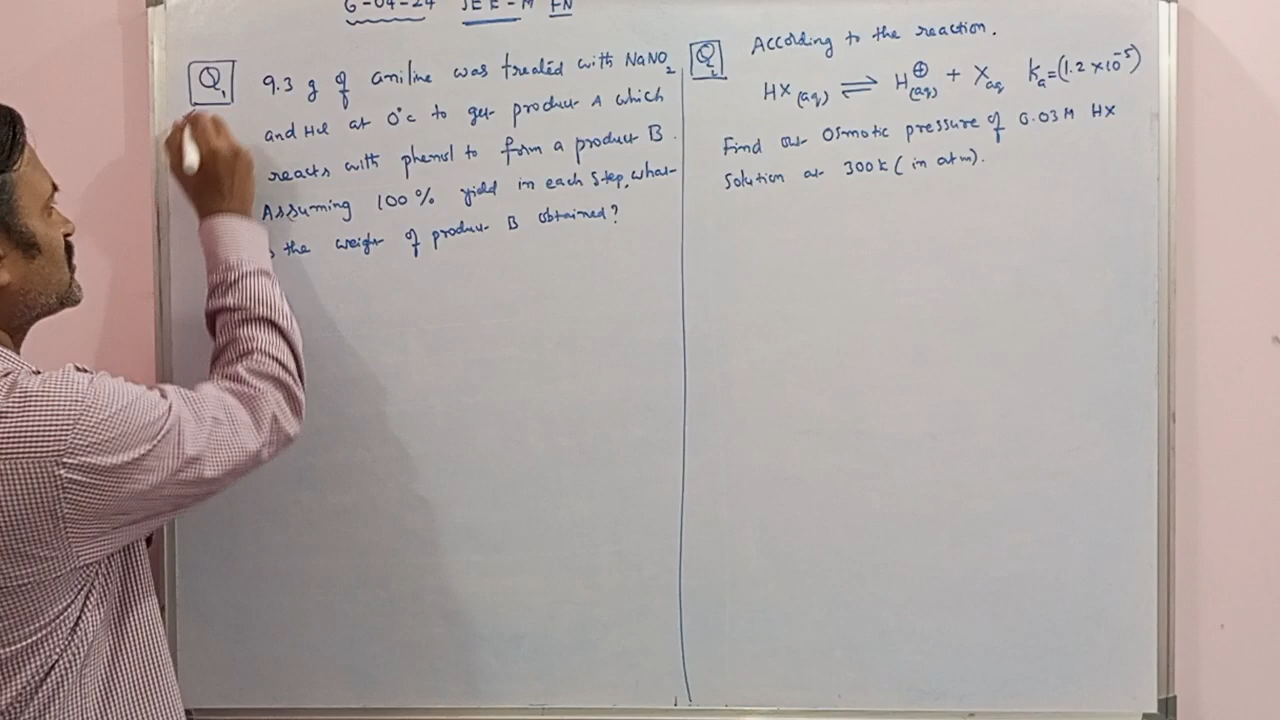 6-04-24 JEE-M FN
Q1 9.3 g of aniline was treated with NaNO2
and Hcl at 0°c to get product A which
reacts with phenol to form a product B.
Assuming 100% yield in each step, what
the weight of product B obtained?
Q2 According to the reaction.
HX (aq) ⇌ H⊕ (aq) + X aq Ka=(1.2×10^-5)
Find the Osmotic pressure of 0.03M HX
Solution at 300k (in atm).